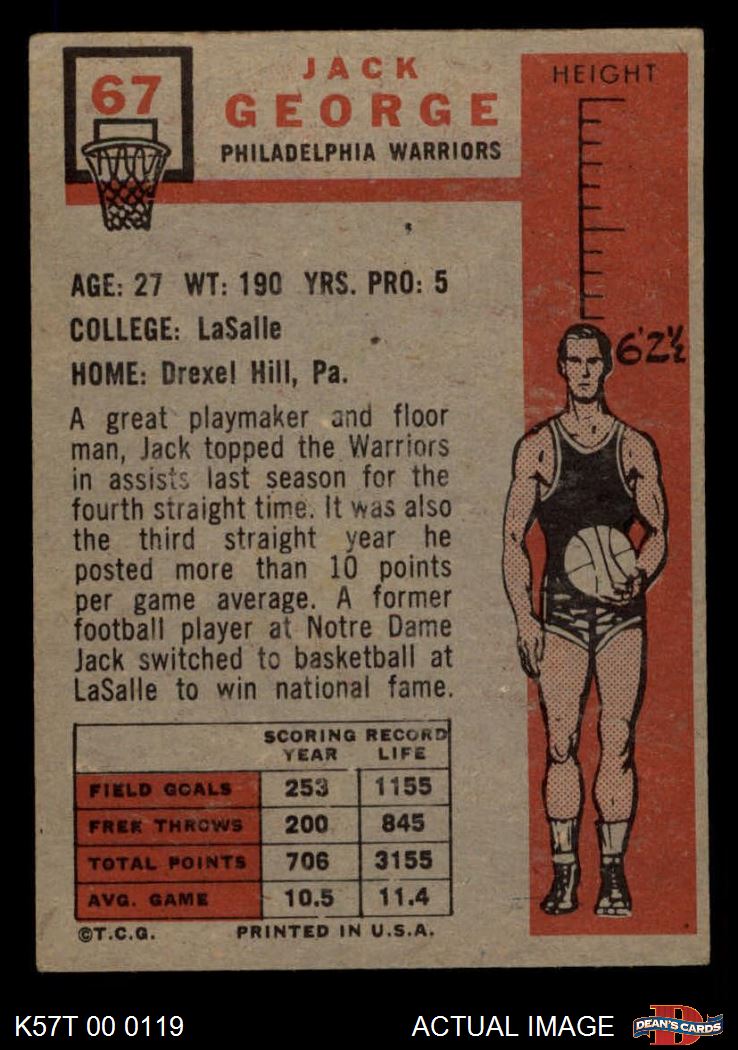 67
JACK
GEORGE
PHILADELPHIA WARRIORS
HEIGHT
6'2½
AGE: 27 WT: 190 YRS. PRO: 5
COLLEGE: LaSalle
HOME: Drexel Hill, Pa.
A great playmaker and floor
man, Jack topped the Warriors
in assists last season for the
fourth straight time. It was also
the third straight year he
posted more than 10 points
per game average. A former
football player at Notre Dame
Jack switched to basketball at
LaSalle to win national fame.
SCORING RECORD
YEAR LIFE
FIELD GOALS 253 1155
FREE THROWS 200 845
TOTAL POINTS 706 3155
AVG. GAME 10.5 11.4
©T.C.G. PRINTED IN U.S.A.
K57T 00 0119 ACTUAL IMAGE D DEAN'S CARDS